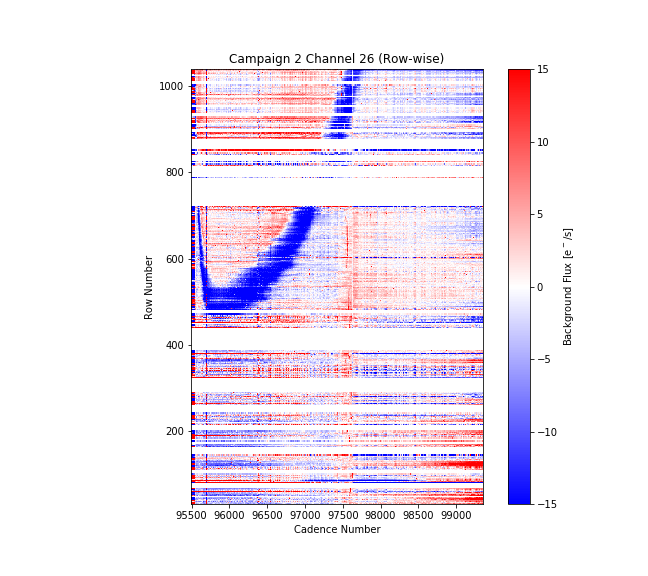 Campaign 2 Channel 26 (Row-wise)
1000
800
600
400
200
Row Number
95500 96000 96500 97000 97500 98000 98500 99000
Cadence Number
15
10
5
0
−5
−10
−15
Background Flux [e⁻/s]